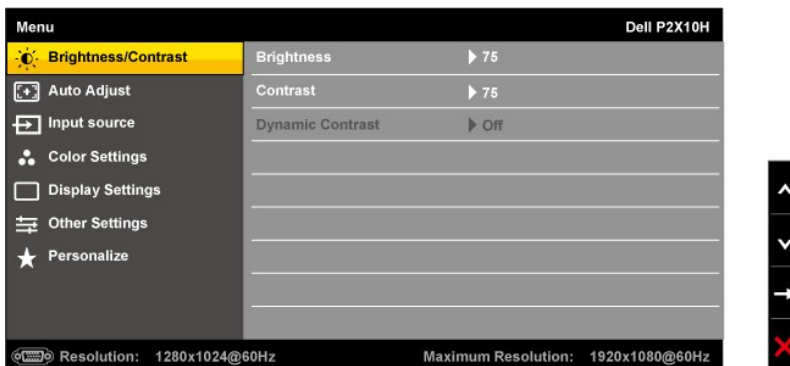 Menu Dell P2X10H
Brightness/Contrast Brightness 75
Auto Adjust Contrast 75
Input source Dynamic Contrast Off
Color Settings
Display Settings
Other Settings
Personalize
Resolution: 1280x1024@60Hz Maximum Resolution: 1920x1080@60Hz